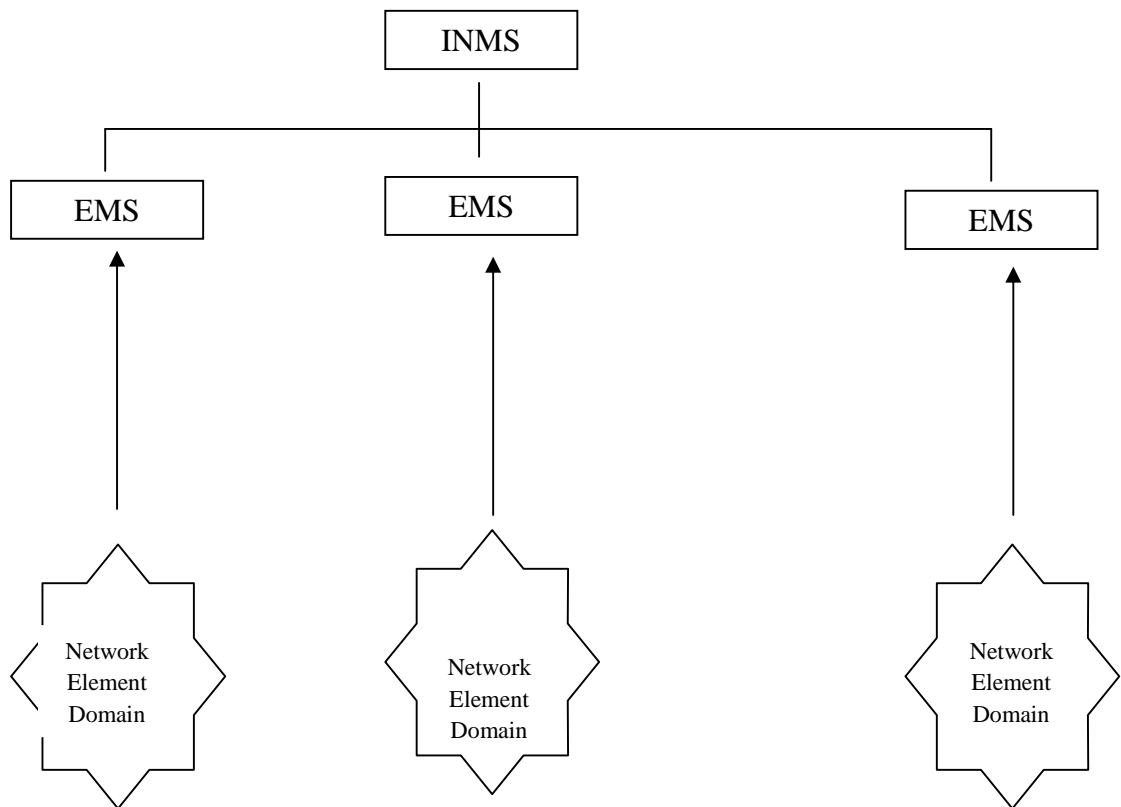 INMS
EMS
EMS
EMS
Network
Element
Domain
Network
Element
Domain
Network
Element
Domain